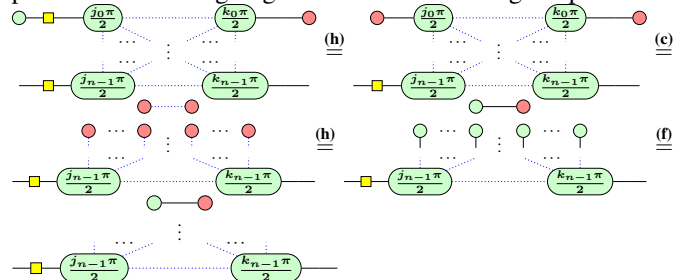 j₀π/2 k₀π/2 (h) = j₀π/2 k₀π/2 (c) =
... ⋮ ... ... ⋮ ...
jₙ₋₁π/2 kₙ₋₁π/2 jₙ₋₁π/2 kₙ₋₁π/2
... ... (h) = ... ... (f) =
... ⋮ ... ... ⋮ ...
jₙ₋₁π/2 kₙ₋₁π/2 jₙ₋₁π/2 kₙ₋₁π/2
... ⋮ ...
jₙ₋₁π/2 kₙ₋₁π/2